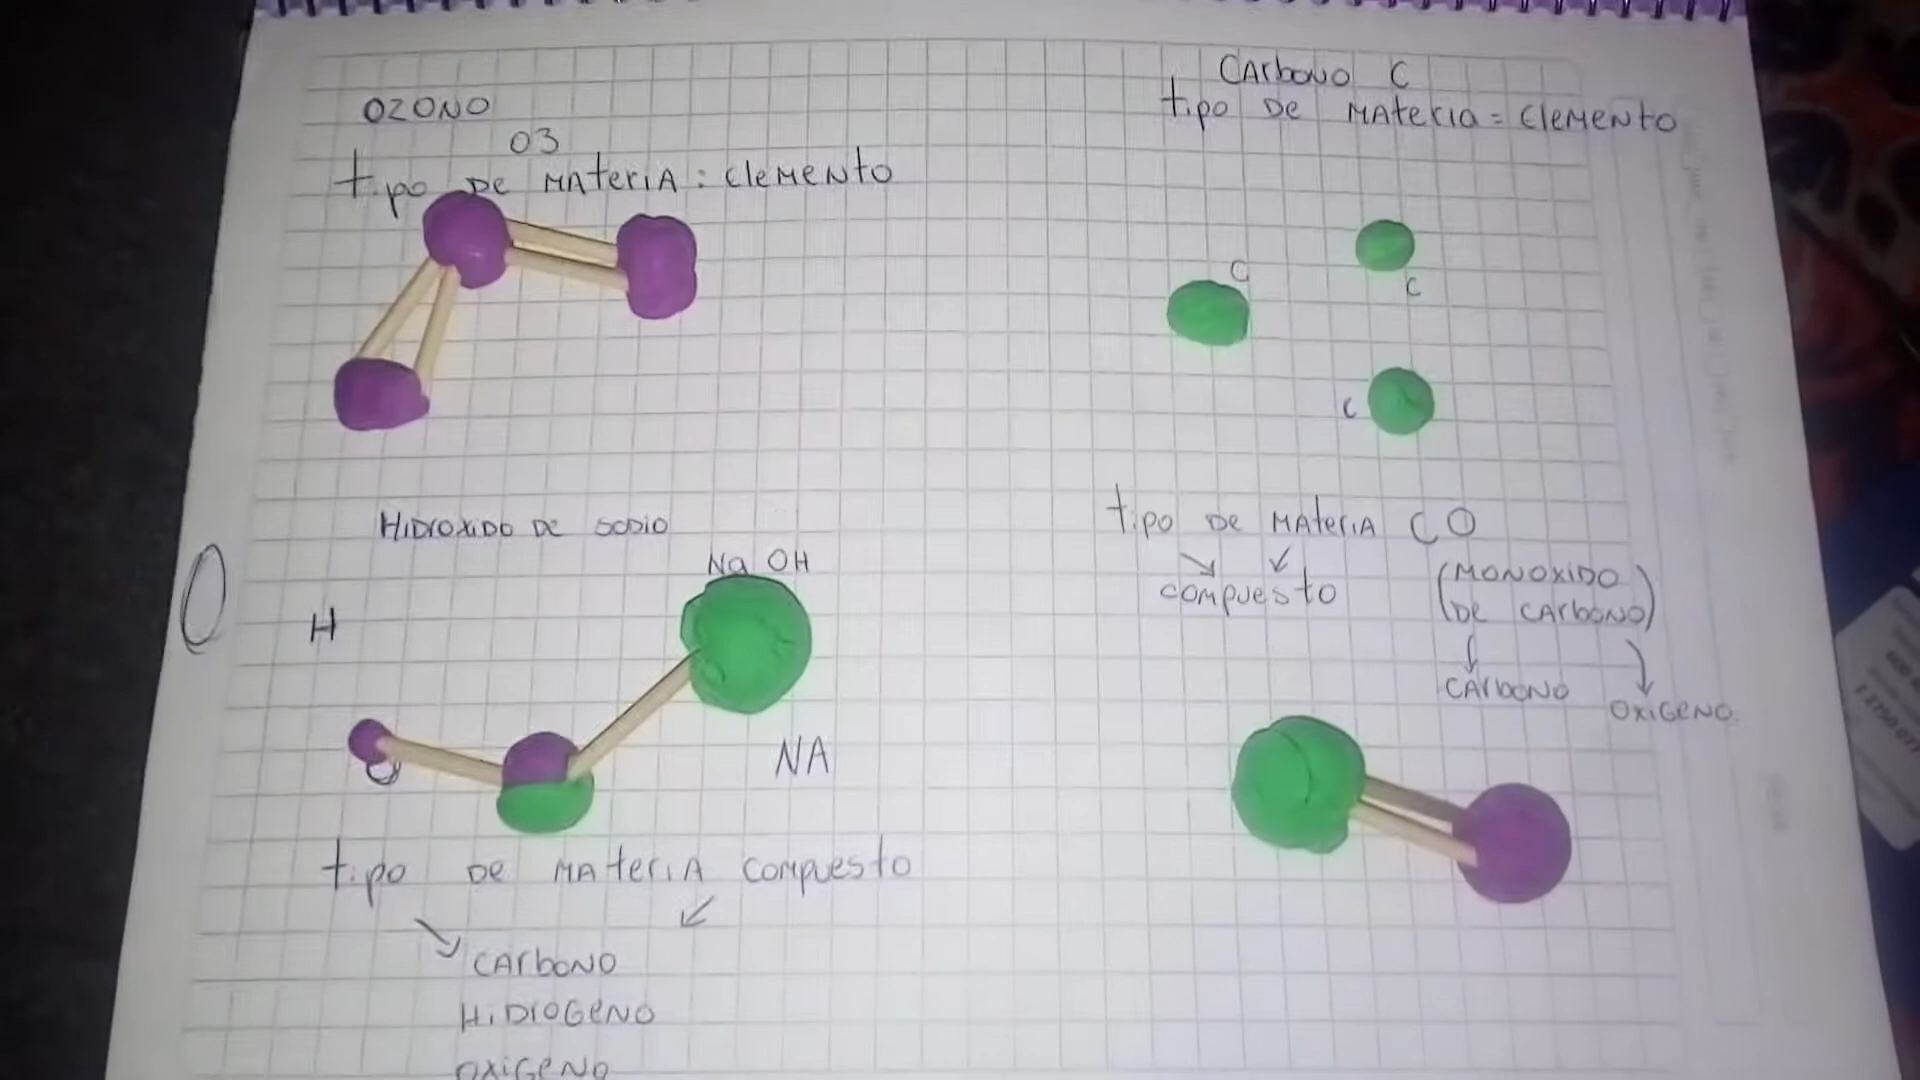 OZONO
O3
tipo DE MATERIA : elemento
CARbONO C
tipo DE MATERIA = elemento
C
C
C
HIDROXIDO DE SODIO
Na OH
H
O
NA
tipo DE MATERIA compuesto
CARbONO
HiDROGENO
OXIGENO
tipo DE MATERIA CO
compuesto
(MONOXIDO
DE CARbONO)
CARbONO
OXIGENO